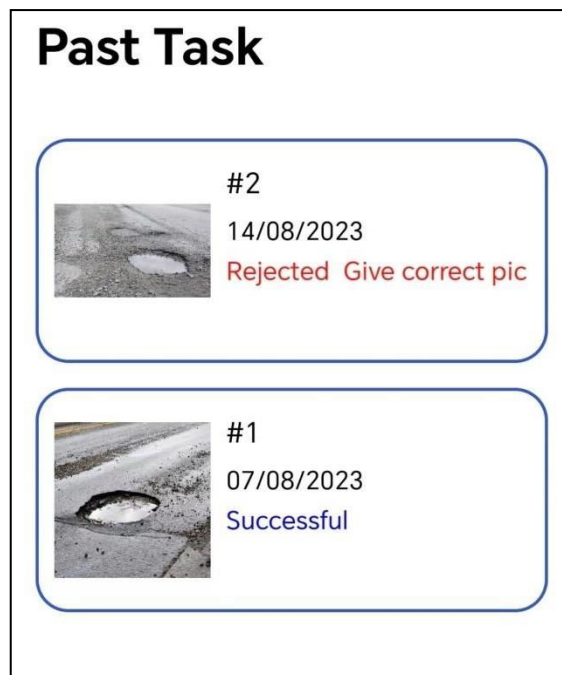 Past Task
#2
14/08/2023
Rejected  Give correct pic
#1
07/08/2023
Successful